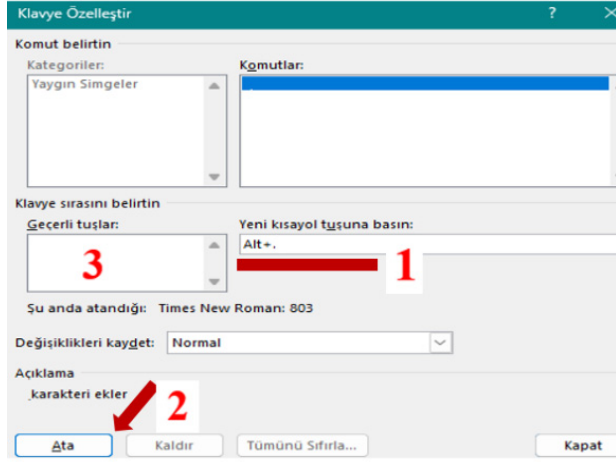 Klavye Özelleştir ? ×
Komut belirtin
Kategoriler: Komutlar:
Yaygın Simgeler
Klavye sırasını belirtin
Geçerli tuşlar: Yeni kısayol tuşuna basın:
Alt+.
3 1
Şu anda atandığı: Times New Roman: 803
Değişiklikleri kaydet: Normal
Açıklama
̣karakteri ekler
2
Ata Kaldır Tümünü Sıfırla... Kapat